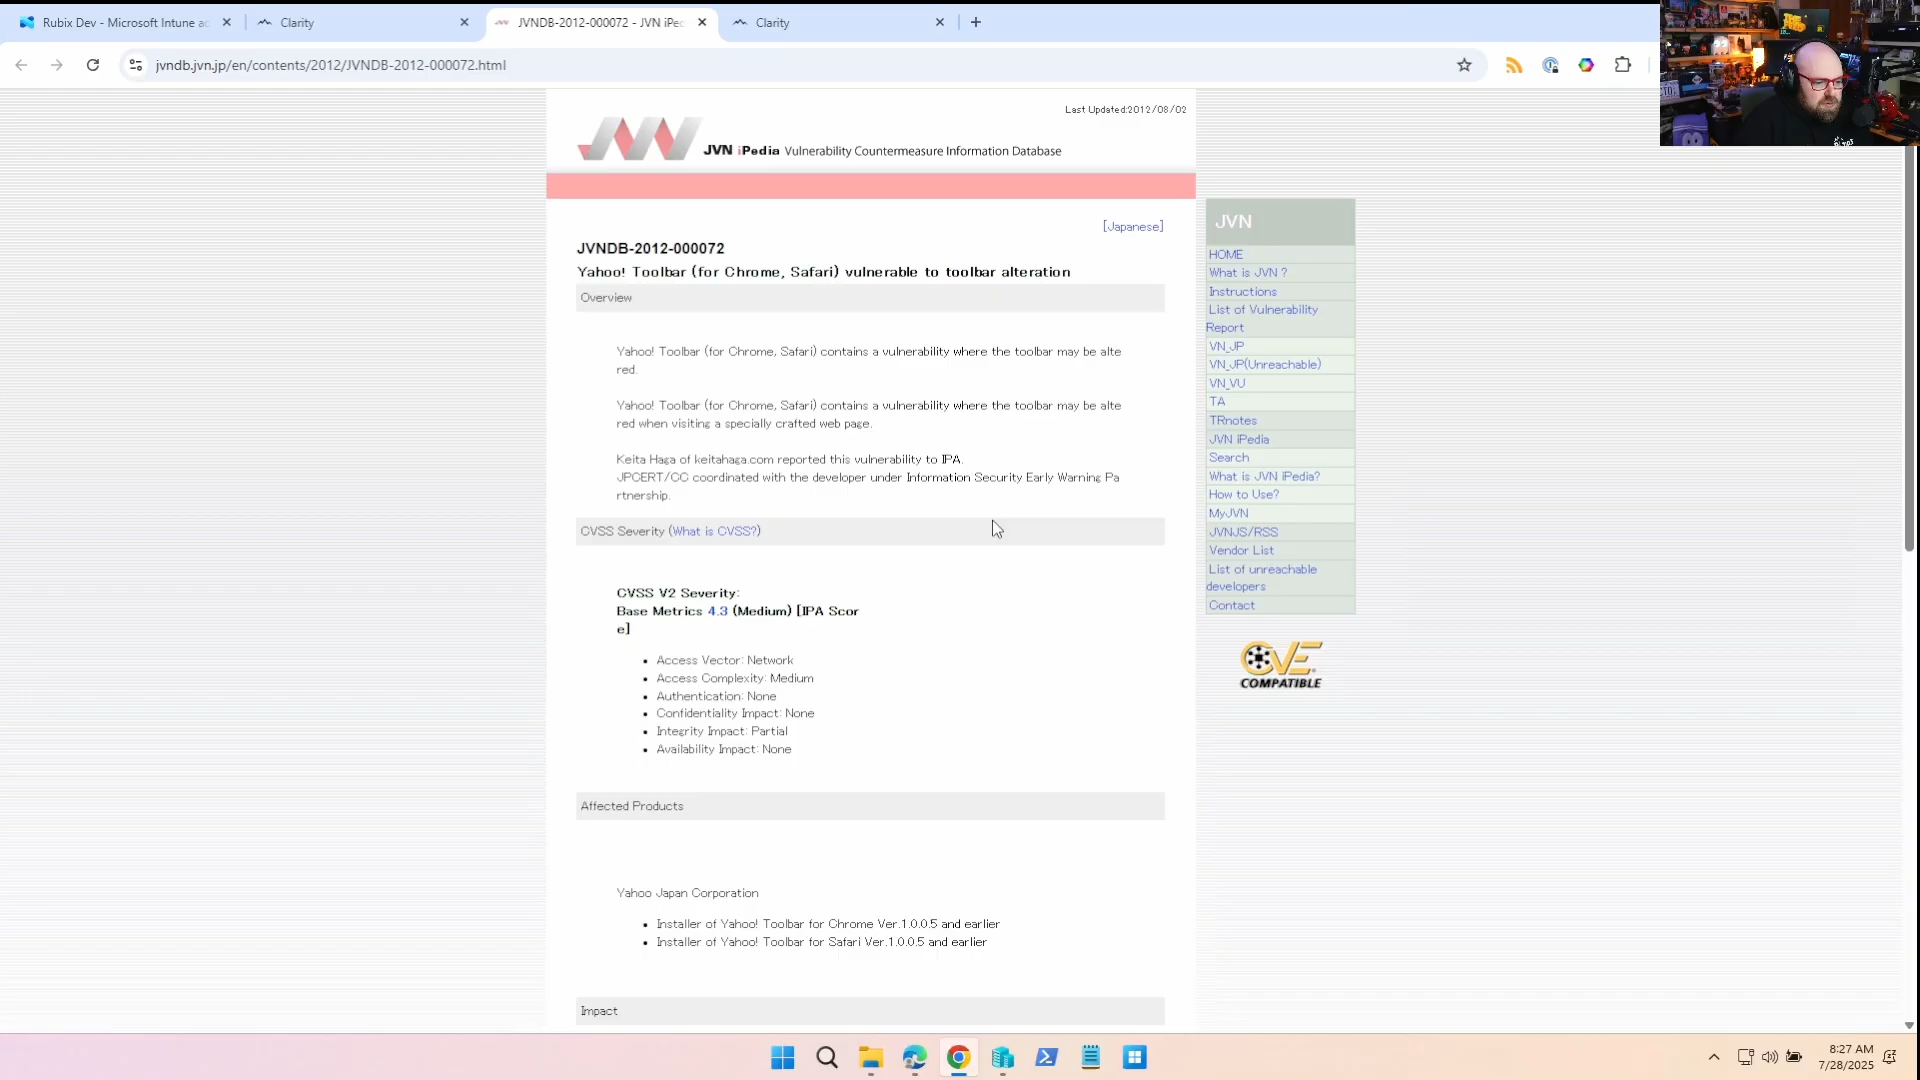 Rubix Dev - Microsoft Intune ac
Clarity
JVNDB-2012-000072 - JVN iPed
Clarity
jvndb.jvn.jp/en/contents/2012/JVNDB-2012-000072.html
Last Updated:2012/08/02
JVN iPedia Vulnerability Countermeasure Information Database
[Japanese]
JVNDB-2012-000072
Yahoo! Toolbar (for Chrome, Safari) vulnerable to toolbar alteration
Overview
Yahoo! Toolbar (for Chrome, Safari) contains a vulnerability where the toolbar may be alte
red.
Yahoo! Toolbar (for Chrome, Safari) contains a vulnerability where the toolbar may be alte
red when visiting a specially crafted web page.
Keita Haga of keitahaga.com reported this vulnerability to IPA.
JPCERT/CC coordinated with the developer under Information Security Early Warning Pa
rtnership.
CVSS Severity (What is CVSS?)
CVSS V2 Severity:
Base Metrics 4.3 (Medium) [IPA Scor
e]
Access Vector: Network
Access Complexity: Medium
Authentication: None
Confidentiality Impact: None
Integrity Impact: Partial
Availability Impact: None
Affected Products
Yahoo Japan Corporation
Installer of Yahoo! Toolbar for Chrome Ver.1.0.0.5 and earlier
Installer of Yahoo! Toolbar for Safari Ver.1.0.0.5 and earlier
Impact
JVN
HOME
What is JVN ?
Instructions
List of Vulnerability
Report
VN_JP
VN_JP(Unreachable)
VN_VU
TA
TRnotes
JVN iPedia
Search
What is JVN iPedia?
How to Use?
MyJVN
JVNJS/RSS
Vendor List
List of unreachable
developers
Contact
CVE
COMPATIBLE
8:27 AM
7/28/2025